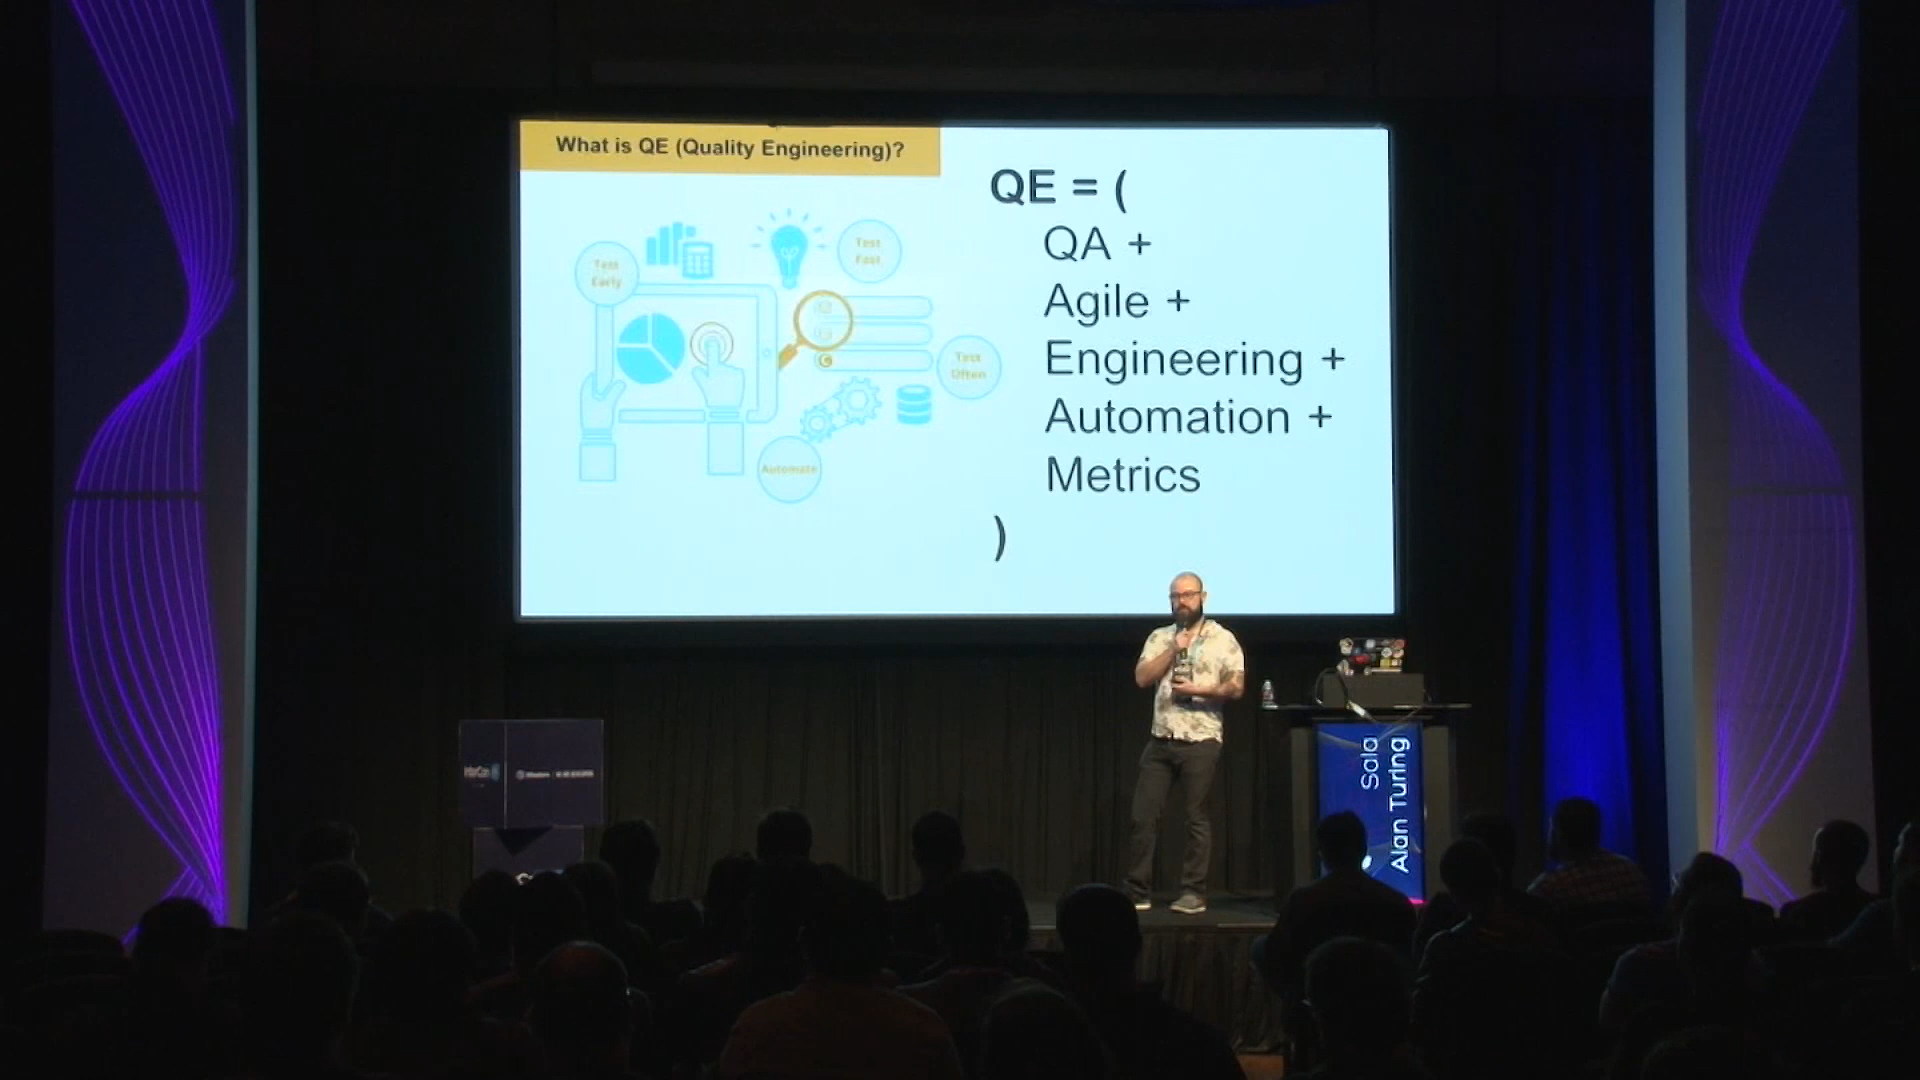 What is QE (Quality Engineering)?
QE = (
QA +
Agile +
Engineering +
Automation +
Metrics
)
Test
Early
Test
Fast
Test
Often
Automate
Sala
Alan Turing
InterCon